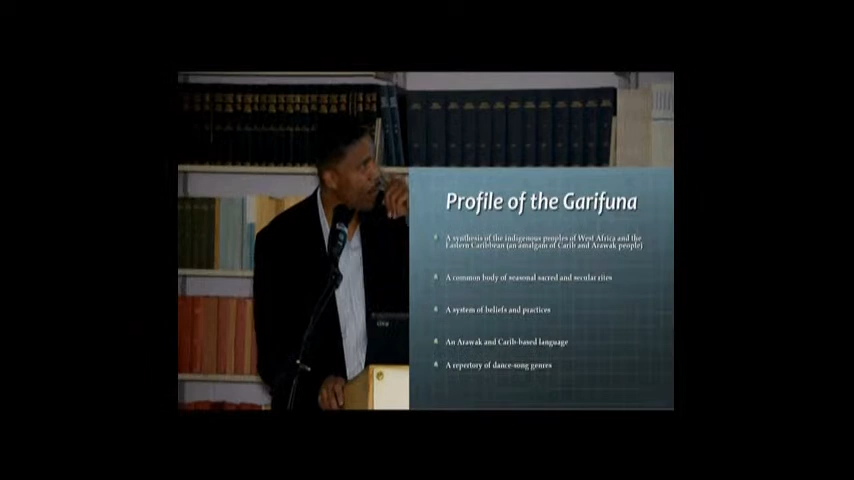 Profile of the Garifuna
A synthesis of the indigenous peoples of West Africa and the
Eastern Caribbean (an amalgam of Carib and Arawak people)
A common body of seasonal sacred and secular rites
A system of beliefs and practices
An Arawak and Carib-based language
A repertory of dance-song genres